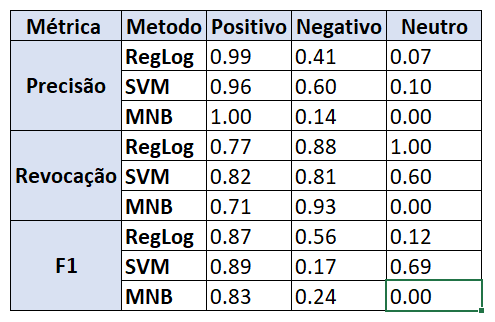 Métrica Metodo Positivo Negativo Neutro
Precisão RegLog 0.99 0.41 0.07
SVM 0.96 0.60 0.10
MNB 1.00 0.14 0.00
Revocação RegLog 0.77 0.88 1.00
SVM 0.82 0.81 0.60
MNB 0.71 0.93 0.00
F1 RegLog 0.87 0.56 0.12
SVM 0.89 0.17 0.69
MNB 0.83 0.24 0.00